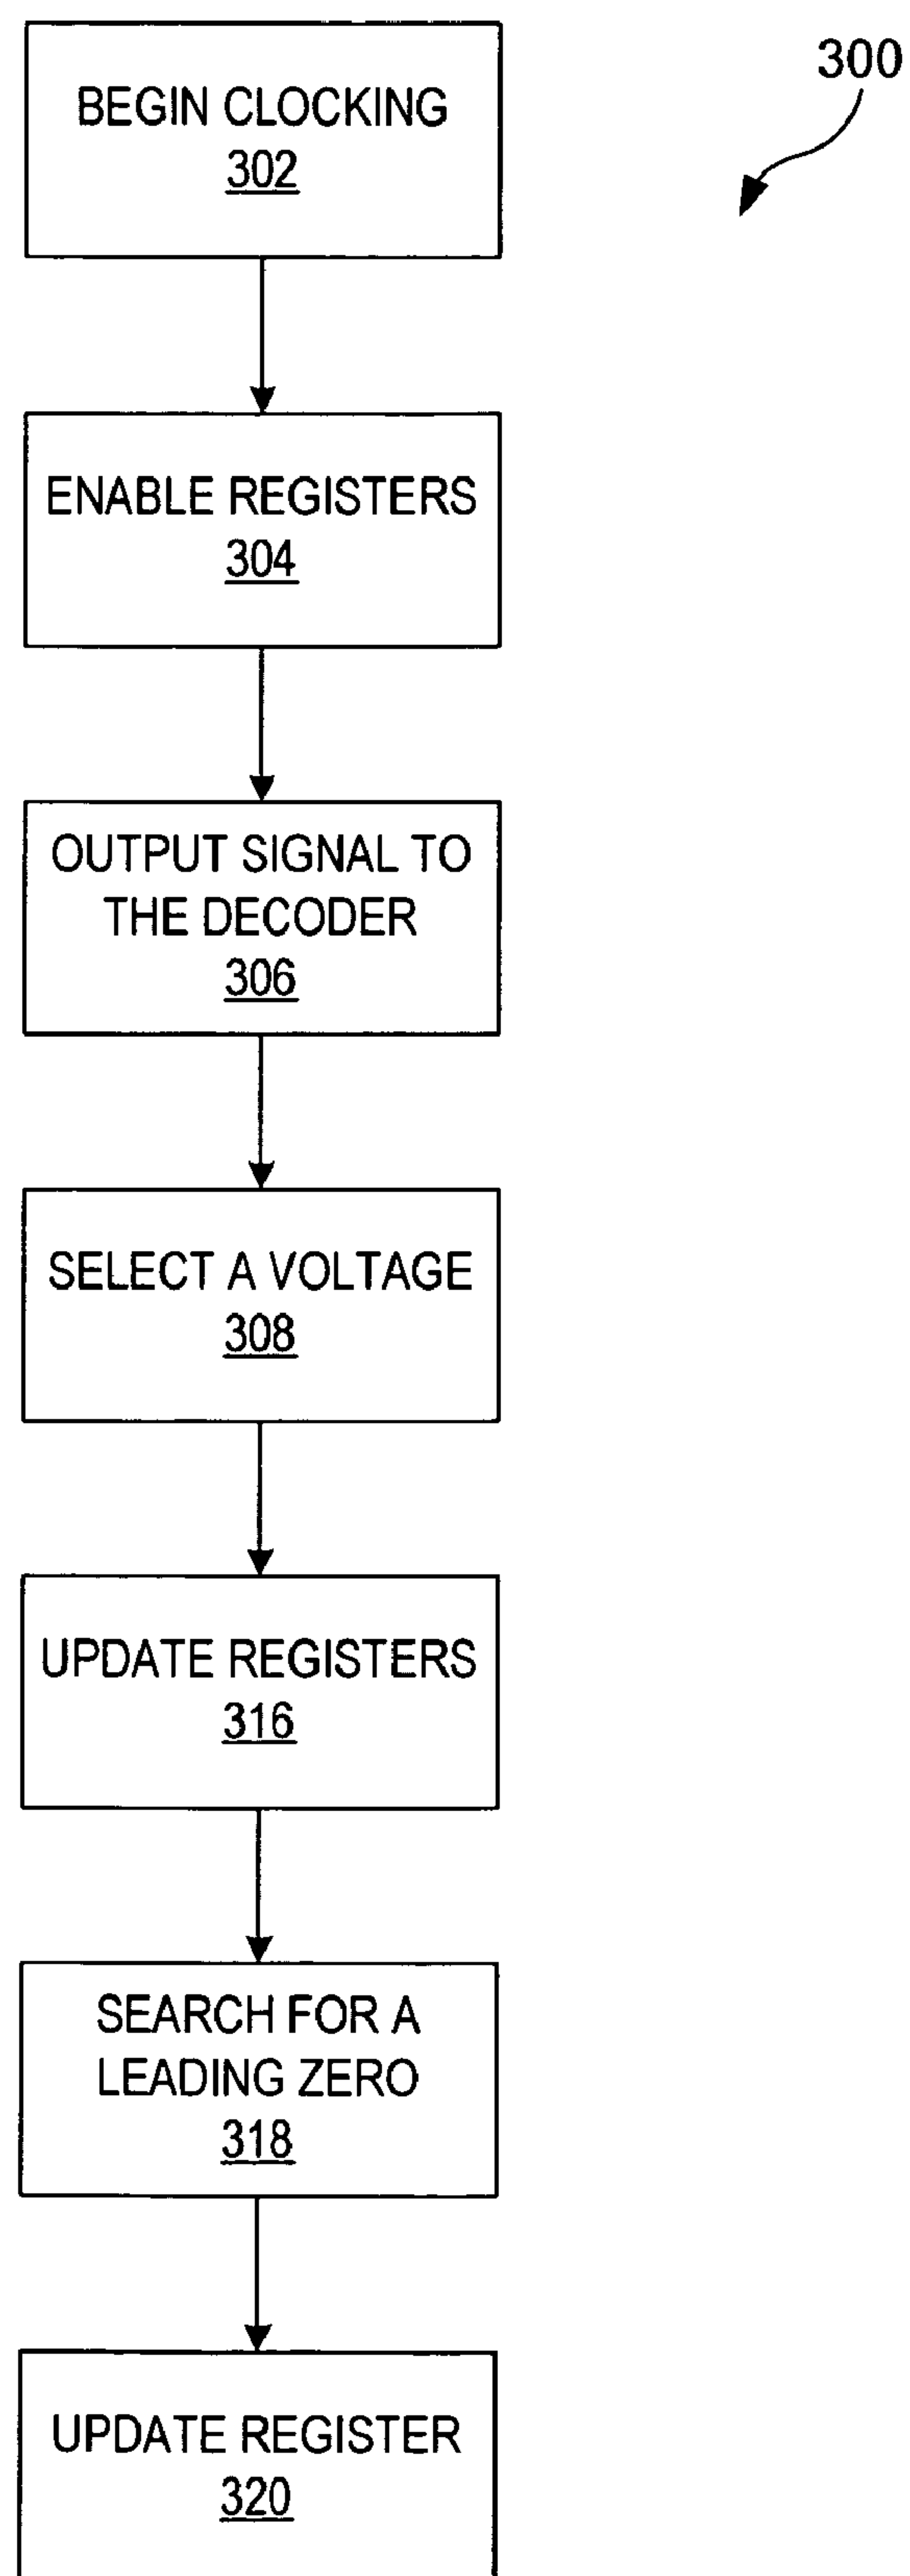 300
BEGIN CLOCKING
302
ENABLE REGISTERS
304
OUTPUT SIGNAL TO
THE DECODER
306
SELECT A VOLTAGE
308
UPDATE REGISTERS
316
SEARCH FOR A
LEADING ZERO
318
UPDATE REGISTER
320